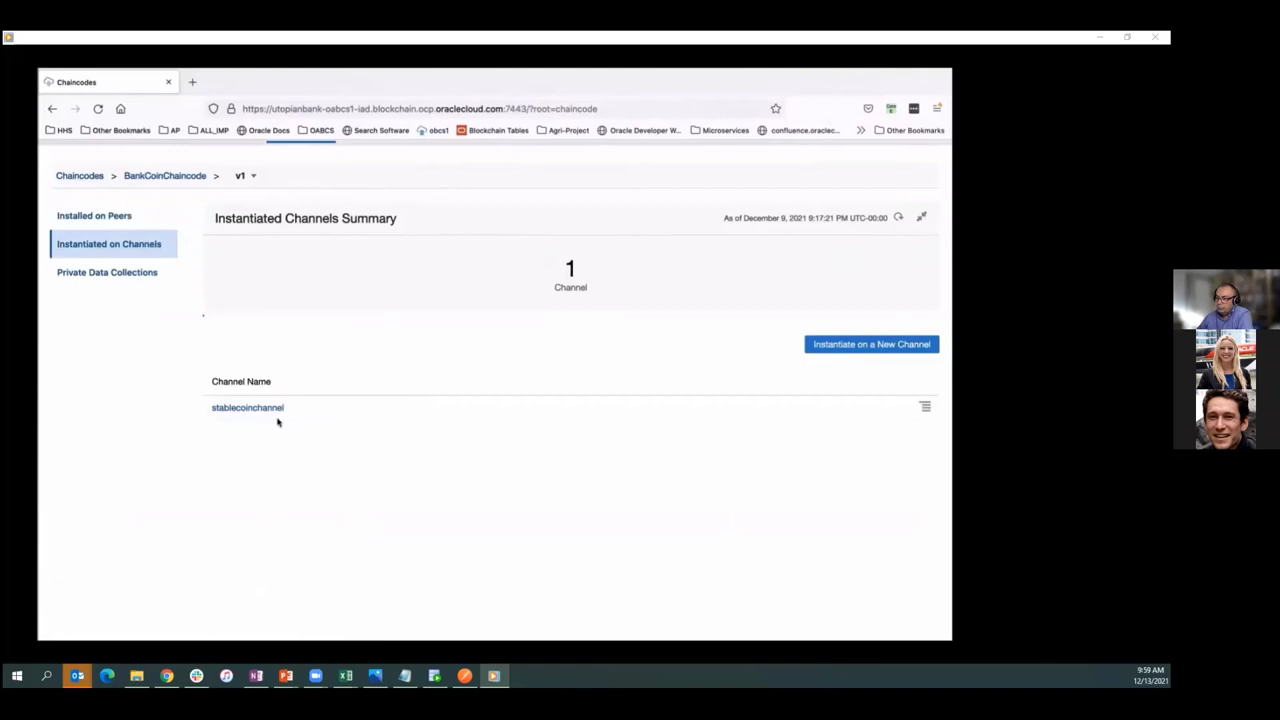 Chaincodes
https://utopianbank-oabcs1-iad.blockchain.ocp.oraclecloud.com:7443/?root=chaincode
HHS Other Bookmarks AP ALL_IMP Oracle Docs OABCS Search Software obcs1 Blockchain Tables Agri-Project Oracle Developer W... Microservices confluence.oraclec... Other Bookmarks
Chaincodes > BankCoinChaincode > v1
Installed on Peers
Instantiated on Channels
Private Data Collections
Instantiated Channels Summary
As of December 9, 2021 9:17:21 PM UTC-00:00
1
Channel
Instantiate on a New Channel
Channel Name
stablecoinchannel
9:59 AM
12/13/2021